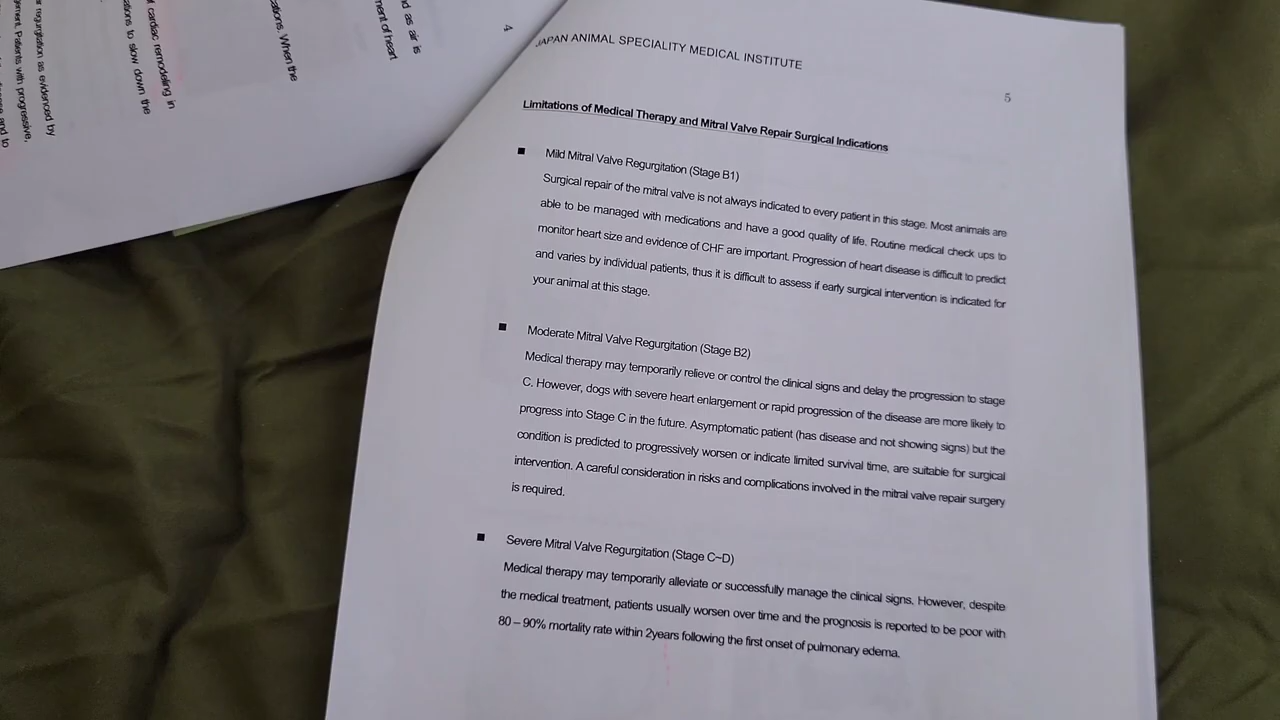 4
nd as air is
ment of heart
cations. When the
cardiac remodeling in
cations to slow down the
regurgitation as evidenced by
gement. Patients with progressive,
and to
JAPAN ANIMAL SPECIALITY MEDICAL INSTITUTE
5
Limitations of Medical Therapy and Mitral Valve Repair Surgical Indications
■ Mild Mitral Valve Regurgitation (Stage B1)
Surgical repair of the mitral valve is not always indicated to every patient in this stage. Most animals are
able to be managed with medications and have a good quality of life. Routine medical check ups to
monitor heart size and evidence of CHF are important. Progression of heart disease is difficult to predict
and varies by individual patients, thus it is difficult to assess if early surgical intervention is indicated for
your animal at this stage.
■ Moderate Mitral Valve Regurgitation (Stage B2)
Medical therapy may temporarily relieve or control the clinical signs and delay the progression to stage
C. However, dogs with severe heart enlargement or rapid progression of the disease are more likely to
progress into Stage C in the future. Asymptomatic patient (has disease and not showing signs) but the
condition is predicted to progressively worsen or indicate limited survival time, are suitable for surgical
intervention. A careful consideration in risks and complications involved in the mitral valve repair surgery
is required.
■ Severe Mitral Valve Regurgitation (Stage C~D)
Medical therapy may temporarily alleviate or successfully manage the clinical signs. However, despite
the medical treatment, patients usually worsen over time and the prognosis is reported to be poor with
80 – 90% mortality rate within 2years following the first onset of pulmonary edema.